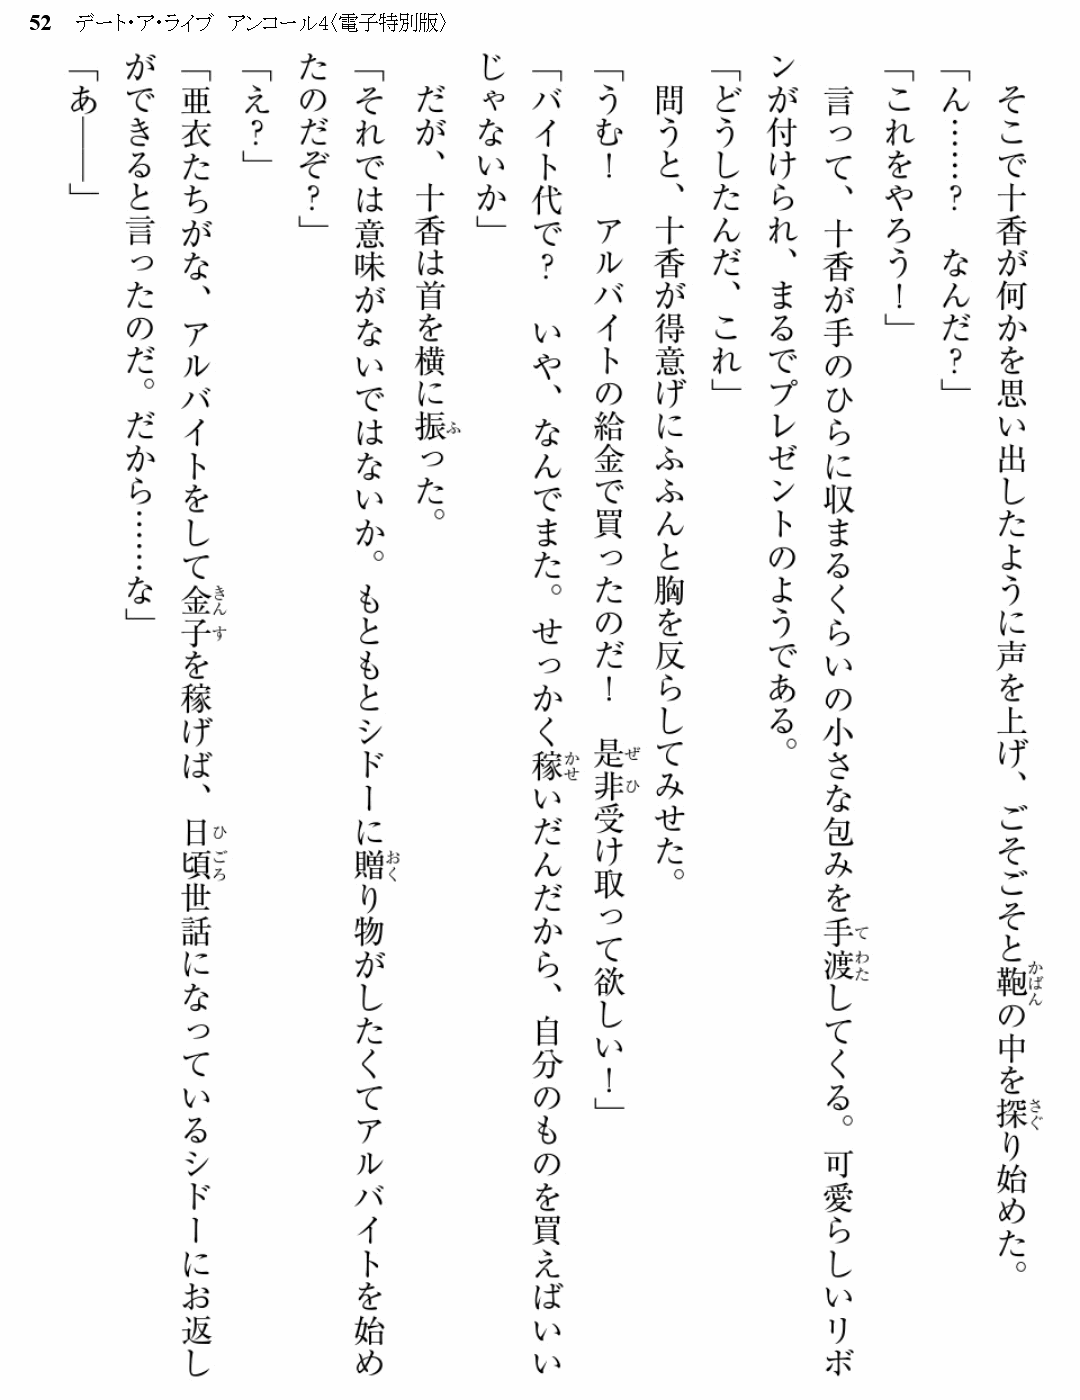 52 デート・ア・ライブ アンコール4〈電子特別版〉
そこで十香が何かを思い出したように声を上げ、ごそごそと鞄の中を探り始めた。
「ん……? なんだ?」
「これをやろう!」
言って、十香が手のひらに収まるくらいの小さな包みを手渡してくる。可愛らしいリボ
ンが付けられ、まるでプレゼントのようである。
「どうしたんだ、これ」
問うと、十香が得意げにふふんと胸を反らしてみせた。
「うむ! アルバイトの給金で買ったのだ! 是非受け取って欲しい!」
「バイト代で? いや、なんでまた。せっかく稼いだんだから、自分のものを買えばいい
じゃないか」
だが、十香は首を横に振った。
「それでは意味がないではないか。もともとシドーに贈り物がしたくてアルバイトを始め
たのだぞ?」
「え?」
「亜衣たちがな、アルバイトをして金子を稼げば、日頃世話になっているシドーにお返し
ができると言ったのだ。だから……な」
「あ――」